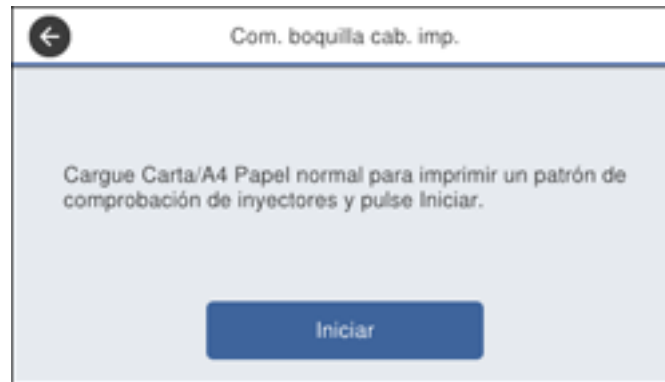 Com. boquilla cab. imp.
Cargue Carta/A4 Papel normal para imprimir un patrón de
comprobación de inyectores y pulse Iniciar.
Iniciar